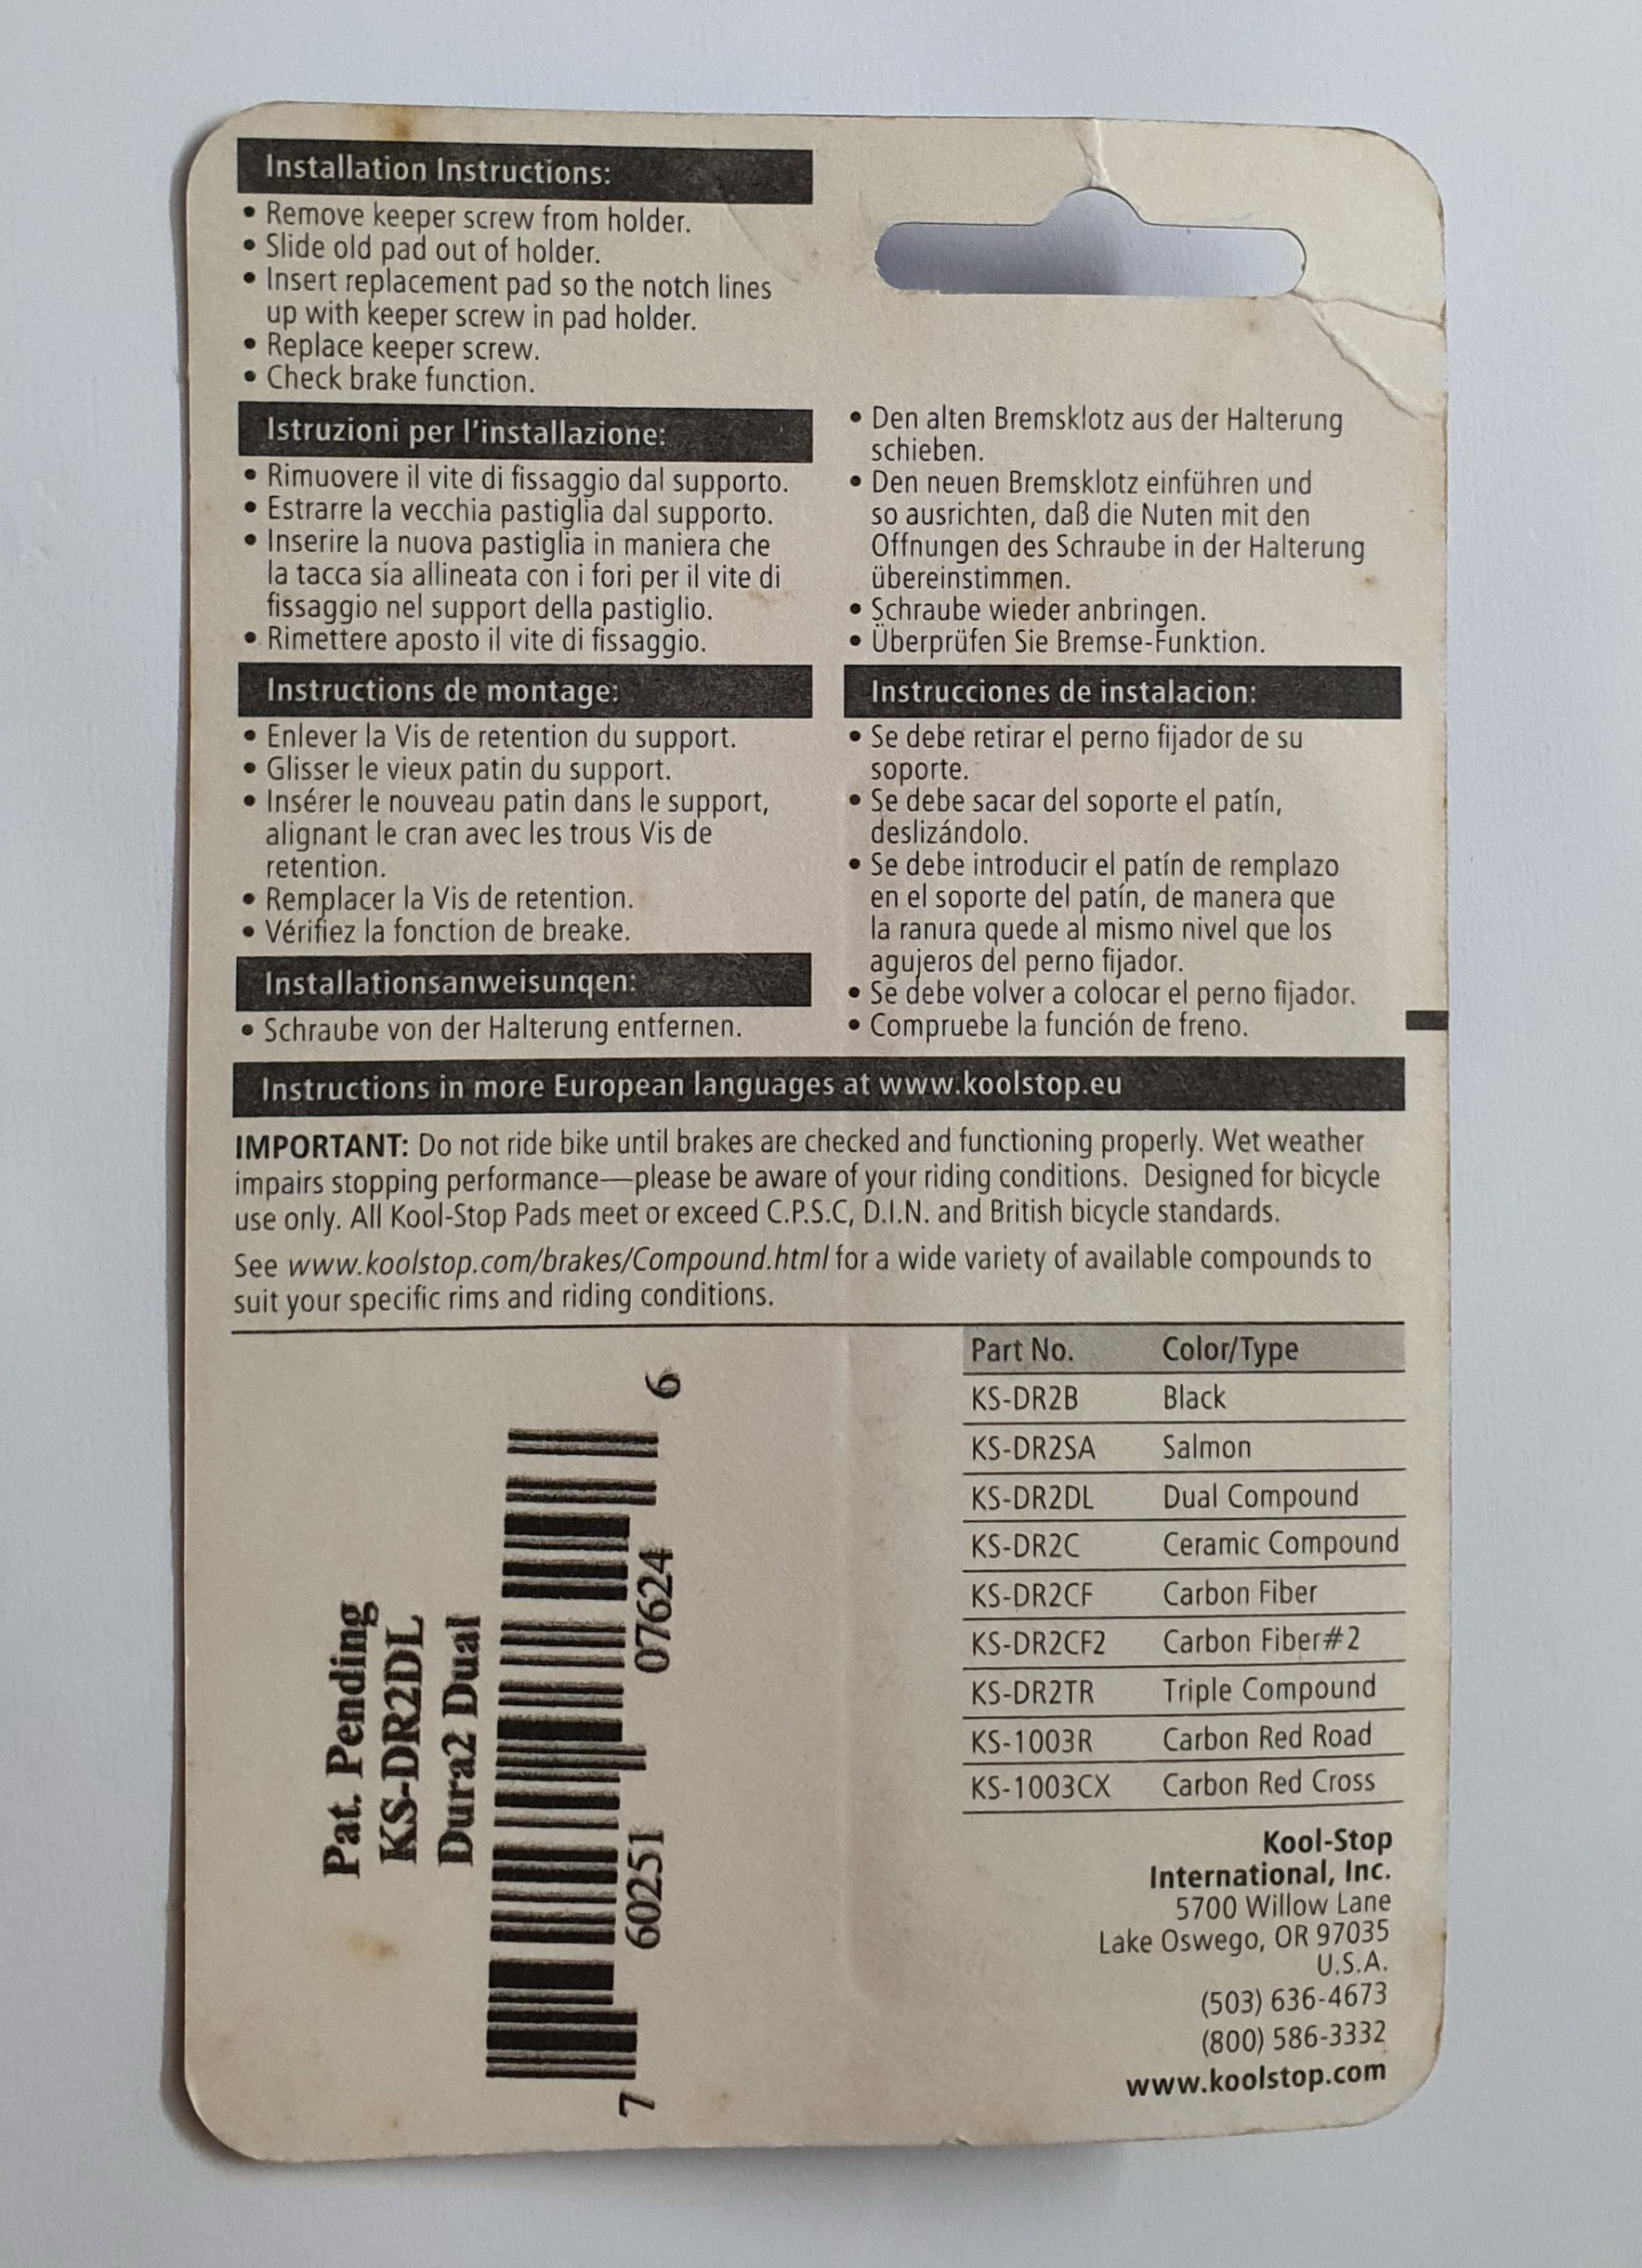 Installation Instructions:
• Remove keeper screw from holder.
• Slide old pad out of holder.
• Insert replacement pad so the notch lines
up with keeper screw in pad holder.
• Replace keeper screw.
• Check brake function.
Istruzioni per l'installazione:
• Rimuovere il vite di fissaggio dal supporto.
• Estrarre la vecchia pastiglia dal supporto.
• Inserire la nuova pastiglia in maniera che
la tacca sia allineata con i fori per il vite di
fissaggio nel support della pastiglio.
• Rimettere aposto il vite di fissaggio.
Instructions de montage:
• Enlever la Vis de retention du support.
• Glisser le vieux patin du support.
• Insérer le nouveau patin dans le support,
alignant le cran avec les trous Vis de
retention.
• Remplacer la Vis de retention.
• Vérifiez la fonction de breake.
Installationsanweisunqen:
• Schraube von der Halterung entfernen.
• Den alten Bremsklotz aus der Halterung
schieben.
• Den neuen Bremsklotz einführen und
so ausrichten, daß die Nuten mit den
Offnungen des Schraube in der Halterung
übereinstimmen.
• Schraube wieder anbringen.
• Überprüfen Sie Bremse-Funktion.
Instrucciones de instalacion:
• Se debe retirar el perno fijador de su
soporte.
• Se debe sacar del soporte el patín,
deslizándolo.
• Se debe introducir el patín de remplazo
en el soporte del patín, de manera que
la ranura quede al mismo nivel que los
agujeros del perno fijador.
• Se debe volver a colocar el perno fijador.
• Compruebe la función de freno.
Instructions in more European languages at www.koolstop.eu
IMPORTANT: Do not ride bike until brakes are checked and functioning properly. Wet weather
impairs stopping performance—please be aware of your riding conditions. Designed for bicycle
use only. All Kool-Stop Pads meet or exceed C.P.S.C, D.I.N. and British bicycle standards.
See www.koolstop.com/brakes/Compound.html for a wide variety of available compounds to
suit your specific rims and riding conditions.
Pat. Pending
KS-DR2DL
Dura2 Dual
7 60251 07624 6
Part No. Color/Type
KS-DR2B Black
KS-DR2SA Salmon
KS-DR2DL Dual Compound
KS-DR2C Ceramic Compound
KS-DR2CF Carbon Fiber
KS-DR2CF2 Carbon Fiber#2
KS-DR2TR Triple Compound
KS-1003R Carbon Red Road
KS-1003CX Carbon Red Cross
Kool-Stop
International, Inc.
5700 Willow Lane
Lake Oswego, OR 97035
U.S.A.
(503) 636-4673
(800) 586-3332
www.koolstop.com